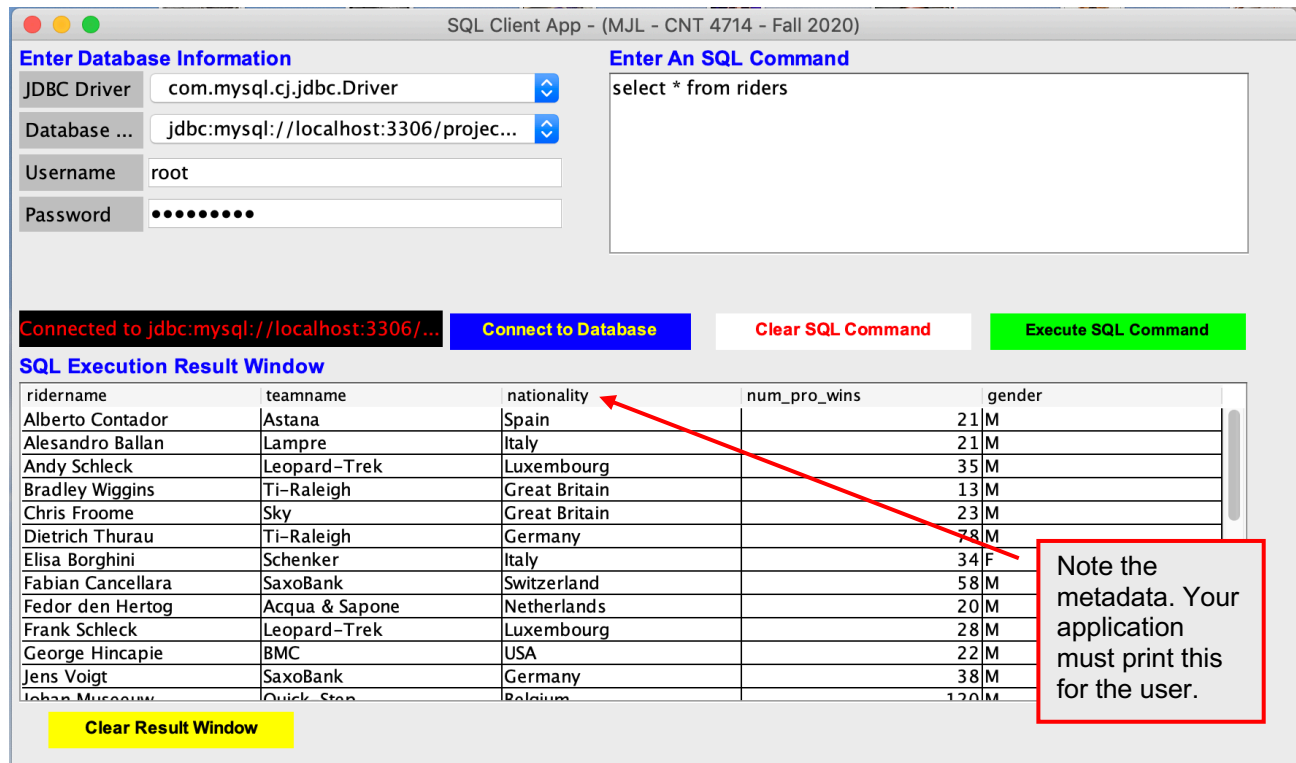 SQL Client App - (MJL - CNT 4714 - Fall 2020)
Enter Database Information
JDBC Driver com.mysql.cj.jdbc.Driver
Database ... jdbc:mysql://localhost:3306/projec...
Username root
Password •••••••••
Enter An SQL Command
select * from riders
Connected to jdbc:mysql://localhost:3306/... Connect to Database Clear SQL Command Execute SQL Command
SQL Execution Result Window
ridername teamname nationality num_pro_wins gender
Alberto Contador Astana Spain 21 M
Alesandro Ballan Lampre Italy 21 M
Andy Schleck Leopard-Trek Luxembourg 35 M
Bradley Wiggins Ti-Raleigh Great Britain 13 M
Chris Froome Sky Great Britain 23 M
Dietrich Thurau Ti-Raleigh Germany 78 M
Elisa Borghini Schenker Italy 34 F
Fabian Cancellara SaxoBank Switzerland 58 M
Fedor den Hertog Acqua & Sapone Netherlands 20 M
Frank Schleck Leopard-Trek Luxembourg 28 M
George Hincapie BMC USA 22 M
Jens Voigt SaxoBank Germany 38 M
Johan Museeuw Quick-Step Belgium 120 M
Note the
metadata. Your
application
must print this
for the user.
Clear Result Window